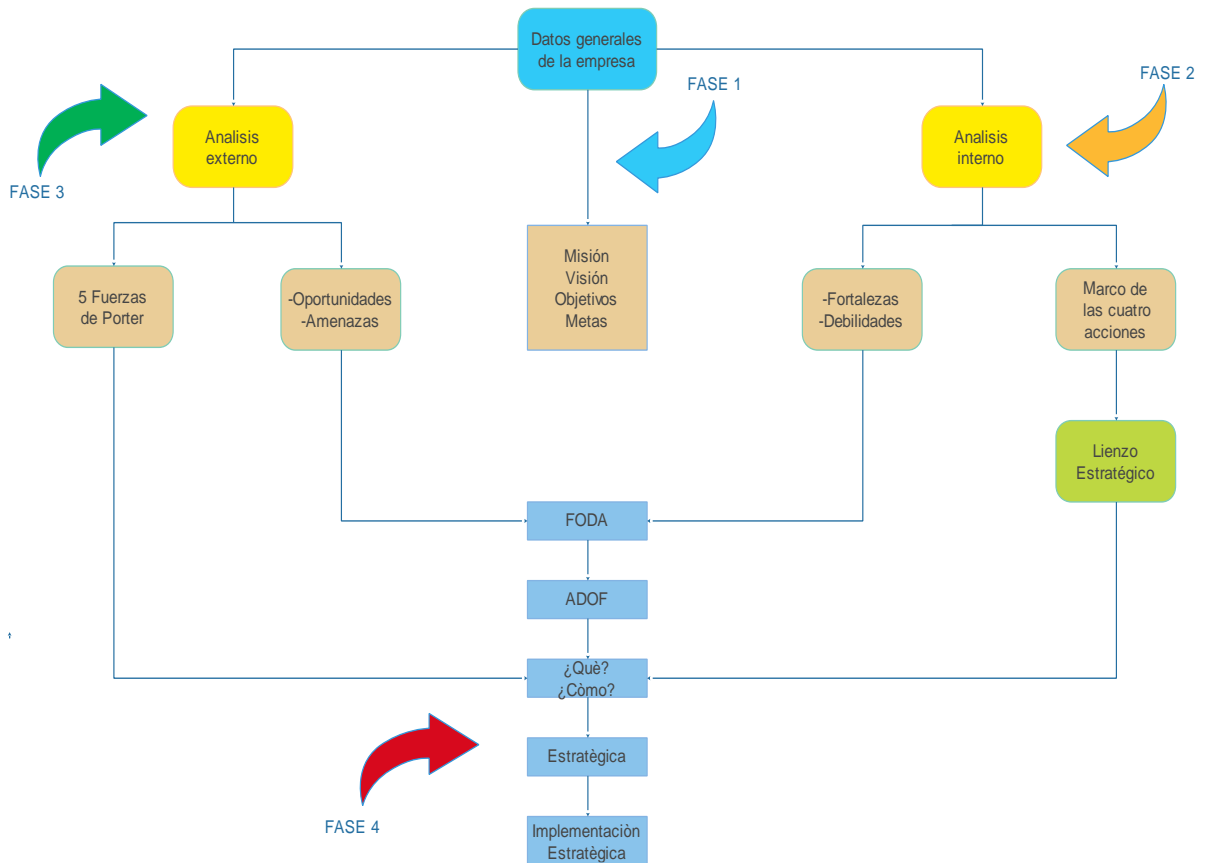 Datos generales
de la empresa
FASE 1
FASE 2
FASE 3
Analisis
externo
Analisis
interno
5 Fuerzas
de Porter
-Oportunidades
-Amenazas
Misión
Visión
Objetivos
Metas
-Fortalezas
-Debilidades
Marco de
las cuatro
acciones
Lienzo
Estratégico
FODA
ADOF
¿Què?
¿Còmo?
Estratègica
FASE 4
Implementaciòn
Estratègica